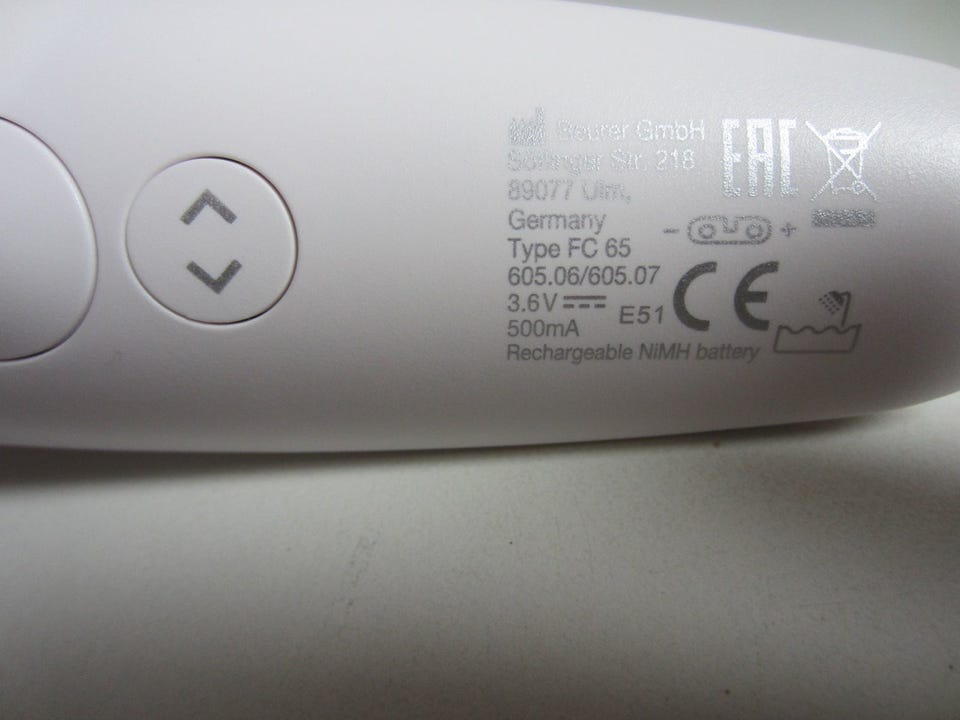 Beurer GmbH
Söflinger Str. 218
89077 Ulm,
Germany
Type FC 65
605.06/605.07
3.6V
500mA
Rechargeable NiMH battery
E51
EAC
- +
CE